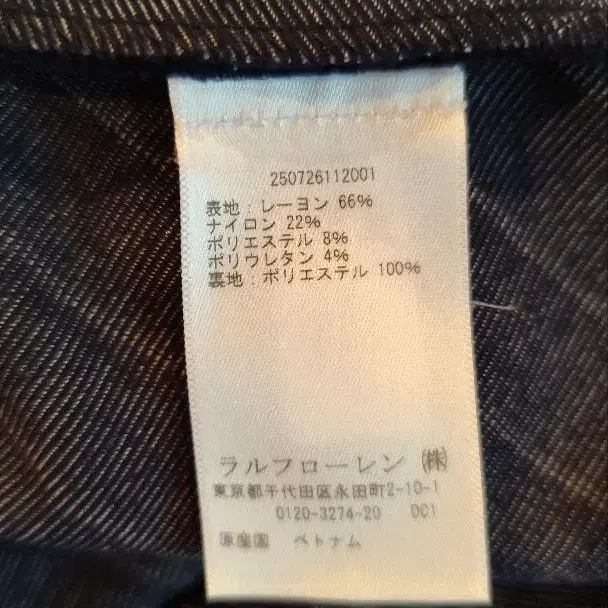 250726112001
表地:レーヨン 66%
ナイロン 22%
ポリエステル 8%
ポリウレタン 4%
裏地:ポリエステル 100%
ラルフローレン ㈱
東京都千代田区永田町2-10-1
0120-3274-20 DC1
原産国 ベトナム